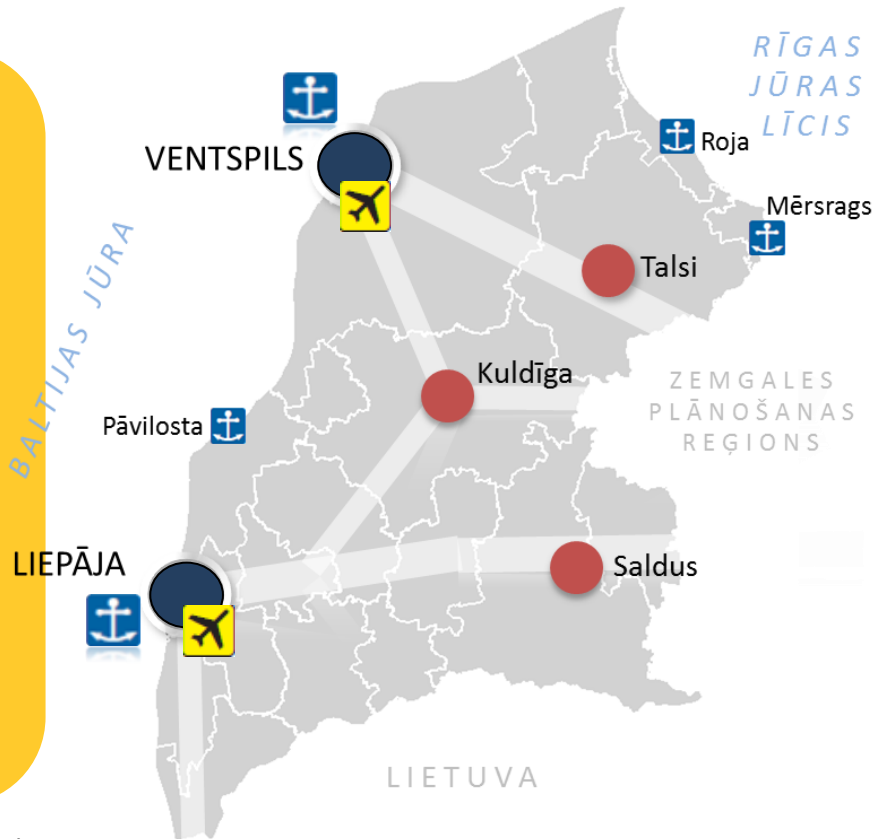 RĪGAS
JŪRAS
LĪCIS
Roja
VENTSPILS
Mērsrags
Talsi
BALTIJAS JŪRA
Kuldīga
ZEMGALES
PLĀNOŠANAS
REĢIONS
Pāvilosta
LIEPĀJA
Saldus
LIETUVA